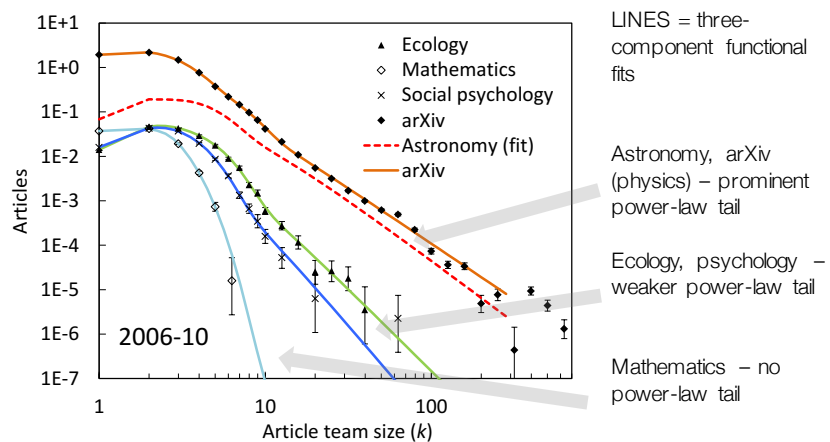 1E+1
1E+0
1E-1
1E-2
1E-3
1E-4
1E-5
1E-6
1E-7
Articles
1
10
100
Article team size (k)
2006-10
Ecology
Mathematics
Social psychology
arXiv
Astronomy (fit)
arXiv
LINES = three-
component functional
fits
Astronomy, arXiv
(physics) – prominent
power-law tail
Ecology, psychology –
weaker power-law tail
Mathematics – no
power-law tail